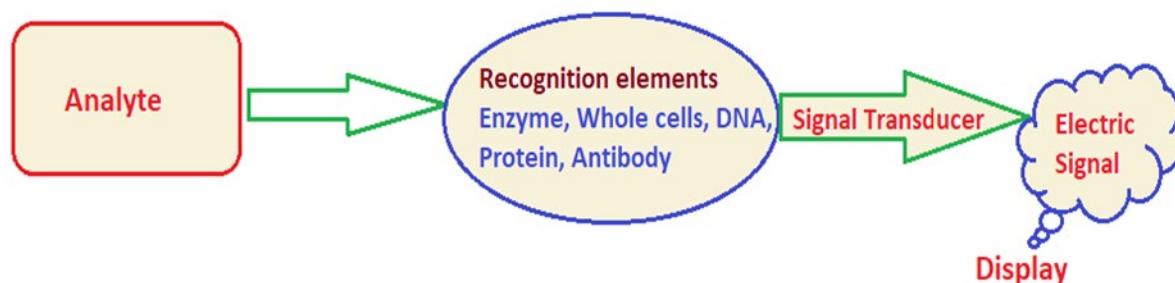 Analyte
Recognition elements
Enzyme, Whole cells, DNA,
Protein, Antibody
Signal Transducer
Electric
Signal
Display